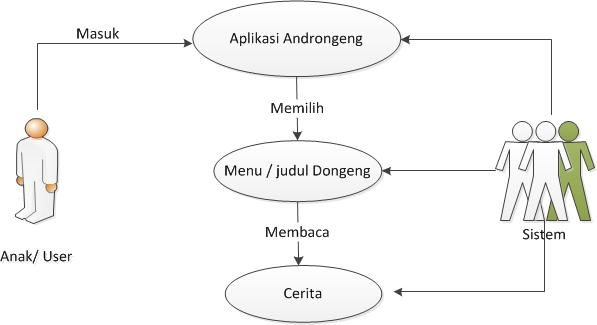 Masuk
Aplikasi Androngeng
Memilih
Menu / judul Dongeng
Membaca
Sistem
Anak/ User
Cerita